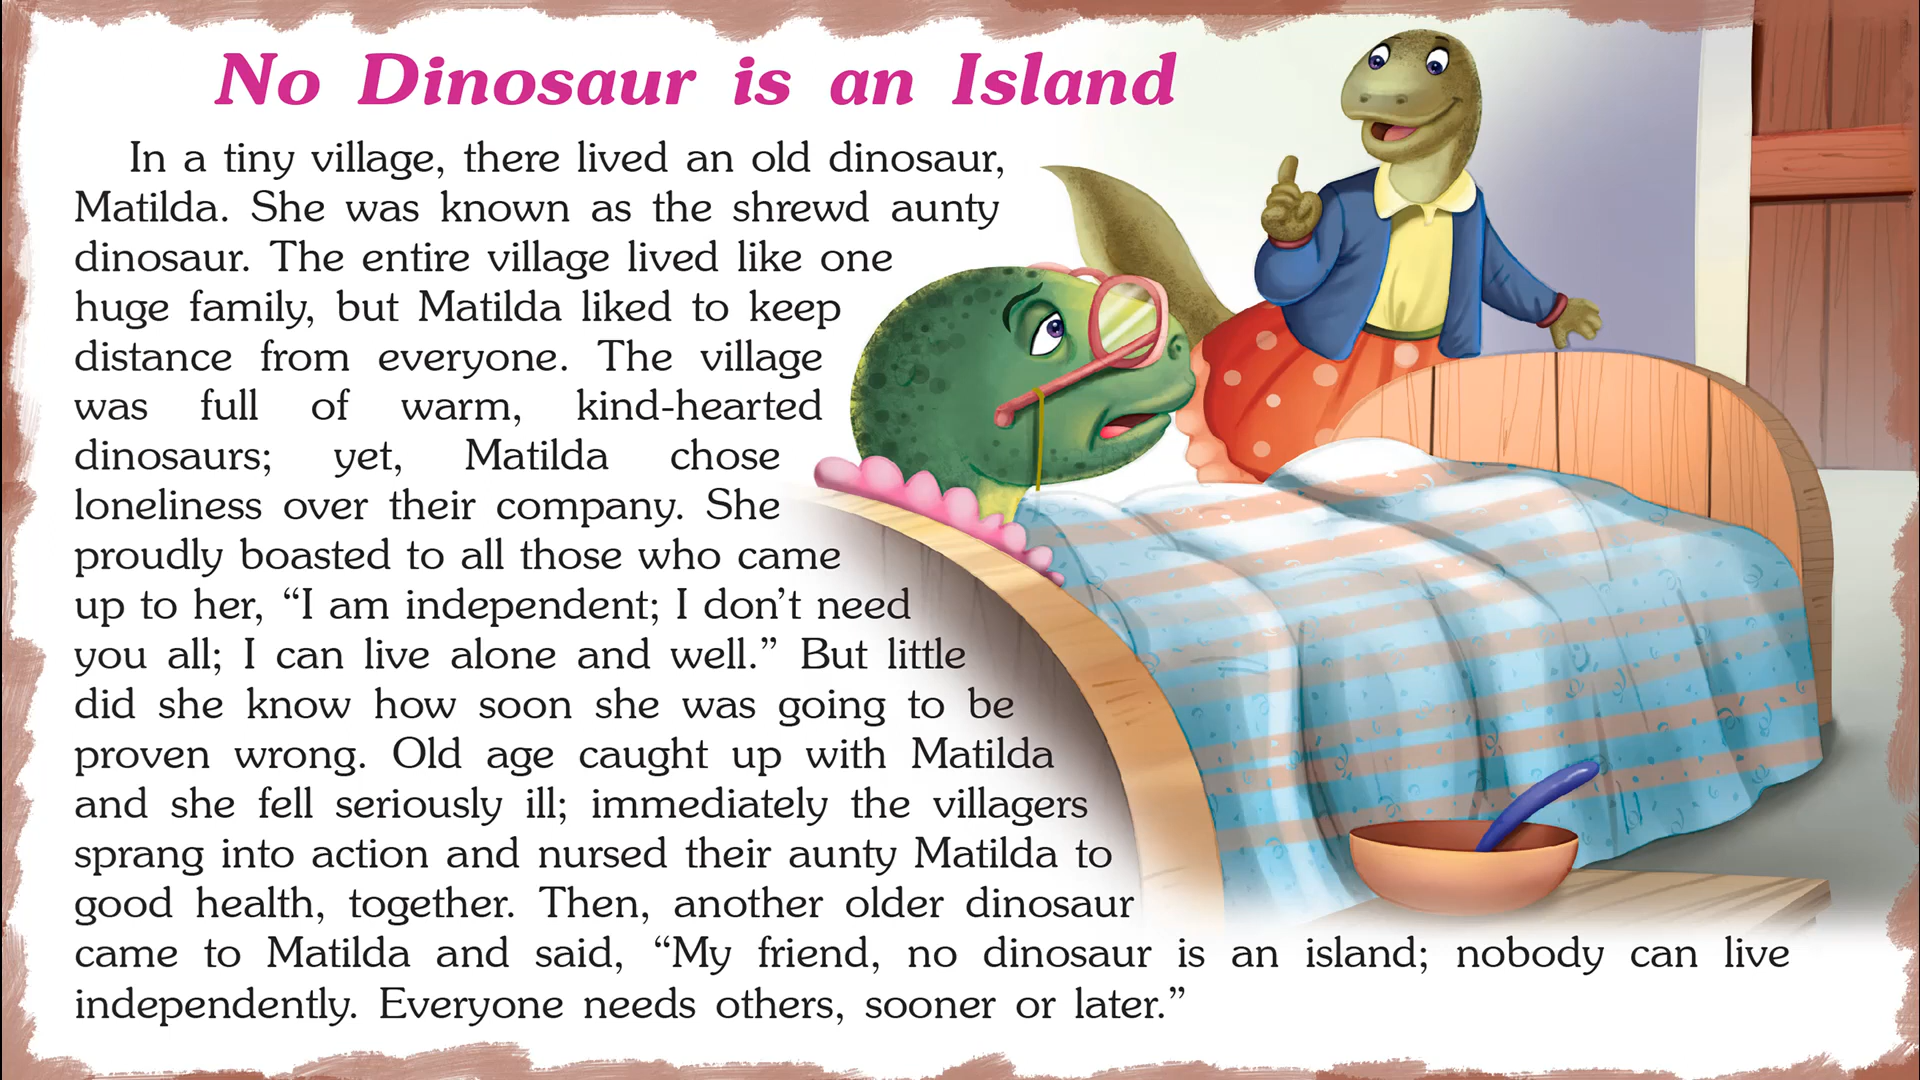 No Dinosaur is an Island
In a tiny village, there lived an old dinosaur,
Matilda. She was known as the shrewd aunty
dinosaur. The entire village lived like one
huge family, but Matilda liked to keep
distance from everyone. The village
was full of warm, kind-hearted
dinosaurs; yet, Matilda chose
loneliness over their company. She
proudly boasted to all those who came
up to her, “I am independent; I don’t need
you all; I can live alone and well.” But little
did she know how soon she was going to be
proven wrong. Old age caught up with Matilda
and she fell seriously ill; immediately the villagers
sprang into action and nursed their aunty Matilda to
good health, together. Then, another older dinosaur
came to Matilda and said, “My friend, no dinosaur is an island; nobody can live
independently. Everyone needs others, sooner or later.”